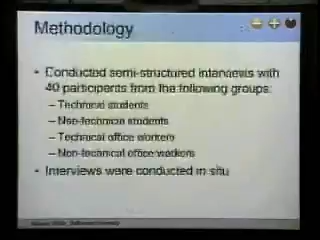 Methodology
• Conducted semi-structured interviews with
40 participants from the following groups:
– Technical students
– Non-technical students
– Technical office workers
– Non-technical office workers
• Interviews were conducted in situ